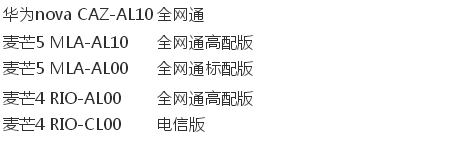 华为nova CAZ-AL10 全网通
麦芒5 MLA-AL10 全网通高配版
麦芒5 MLA-AL00 全网通标配版
麦芒4 RIO-AL00 全网通高配版
麦芒4 RIO-CL00 电信版